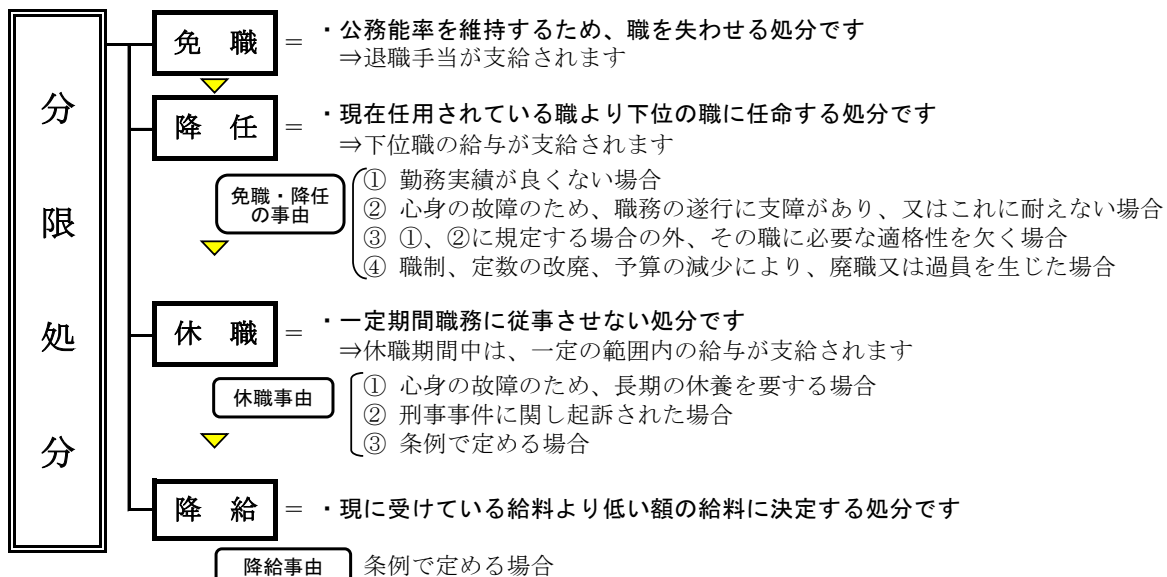 分限処分
免　職 ＝ ・公務能率を維持するため、職を失わせる処分です
⇒退職手当が支給されます
降　任 ＝ ・現在任用されている職より下位の職に任命する処分です
⇒下位職の給与が支給されます
免職・降任
の事由
① 勤務実績が良くない場合
② 心身の故障のため、職務の遂行に支障があり、又はこれに耐えない場合
③ ①、②に規定する場合の外、その職に必要な適格性を欠く場合
④ 職制、定数の改廃、予算の減少により、廃職又は過員を生じた場合
休　職 ＝ ・一定期間職務に従事させない処分です
⇒休職期間中は、一定の範囲内の給与が支給されます
休職事由
① 心身の故障のため、長期の休養を要する場合
② 刑事事件に関し起訴された場合
③ 条例で定める場合
降　給 ＝ ・現に受けている給料より低い額の給料に決定する処分です
降給事由 条例で定める場合